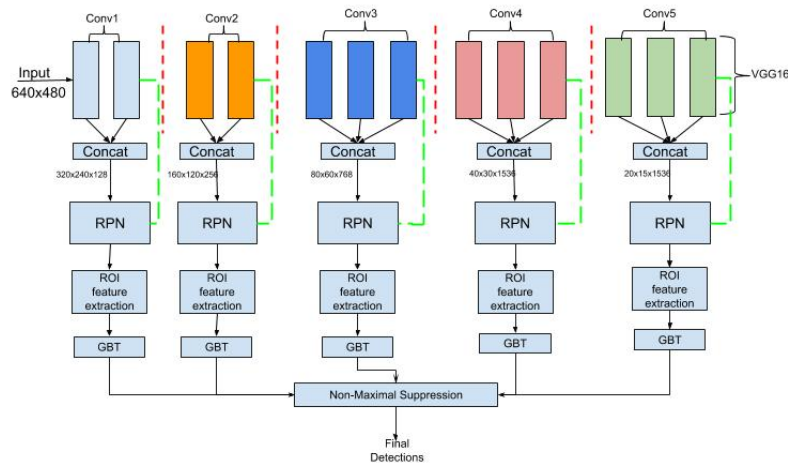 Conv1
Conv2
Conv3
Conv4
Conv5
Input
640x480
VGG16
Concat
Concat
Concat
Concat
Concat
320x240x128
160x120x256
80x60x768
40x30x1536
20x15x1536
RPN
RPN
RPN
RPN
RPN
ROI
feature
extraction
ROI
feature
extraction
ROI
feature
extraction
ROI
feature
extraction
ROI
feature
extraction
GBT
GBT
GBT
GBT
GBT
Non-Maximal Suppression
Final
Detections